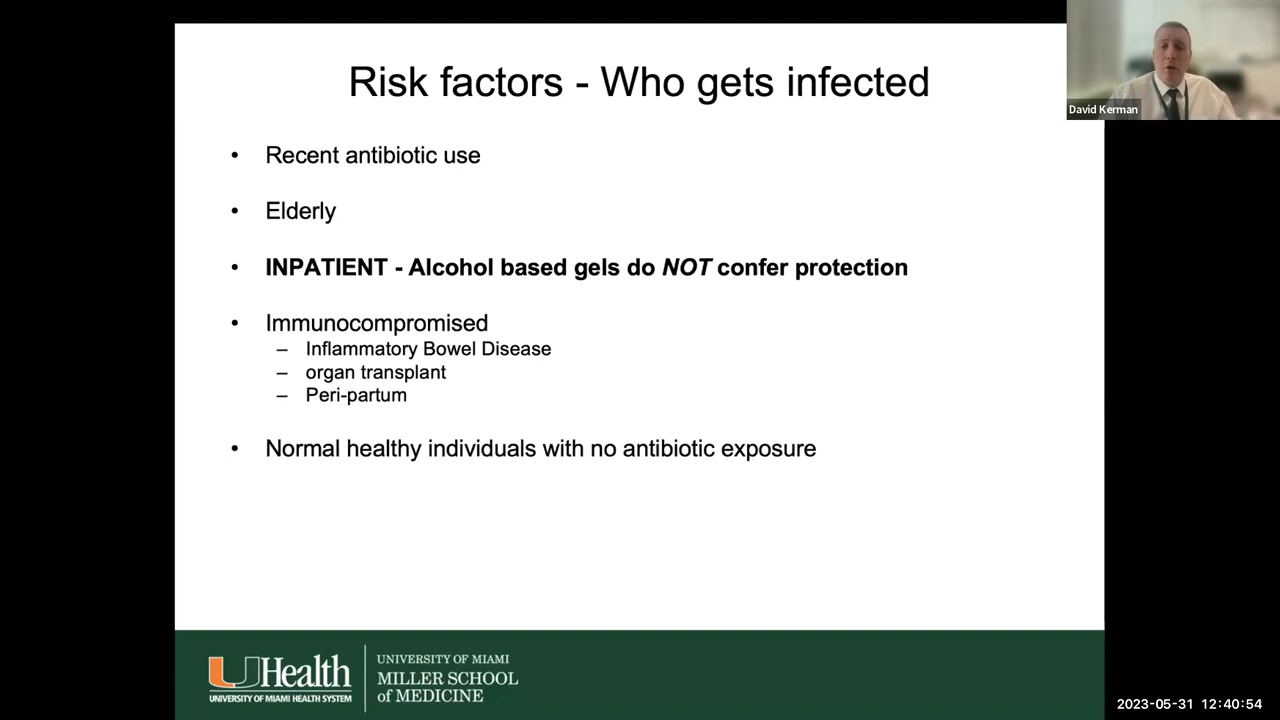 Risk factors - Who gets infected
David Kerman
• Recent antibiotic use
• Elderly
• INPATIENT - Alcohol based gels do NOT confer protection
• Immunocompromised
– Inflammatory Bowel Disease
– organ transplant
– Peri-partum
• Normal healthy individuals with no antibiotic exposure
UHealth
UNIVERSITY OF MIAMI HEALTH SYSTEM
UNIVERSITY OF MIAMI
MILLER SCHOOL
of MEDICINE
2023-05-31 12:40:54